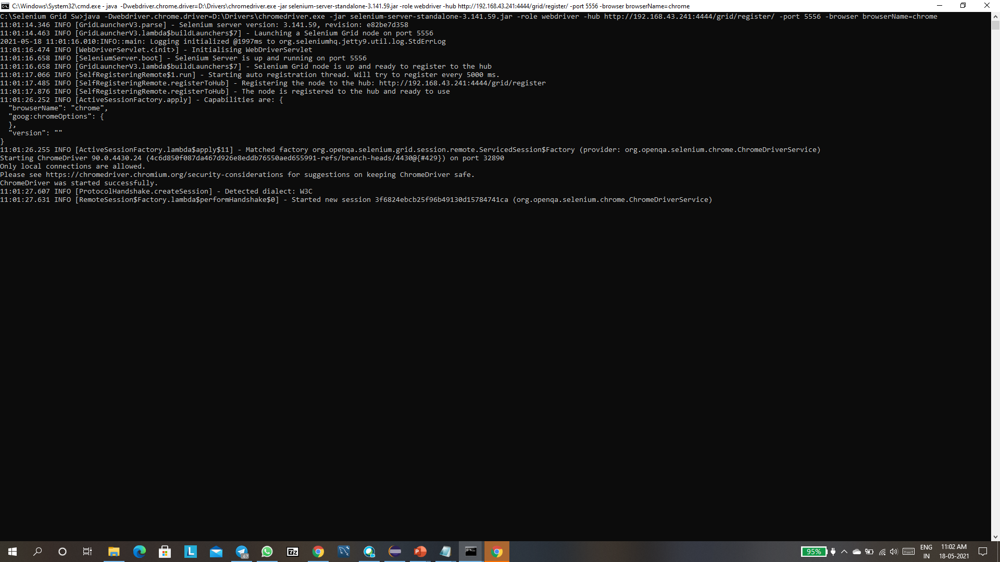 C:\Windows\System32\cmd.exe - java  -Dwebdriver.chrome.driver=D:\Drivers\chromedriver.exe -jar selenium-server-standalone-3.141.59.jar -role webdriver -hub http://192.168.43.241:4444/grid/register/ -port 5556 -browser browserName=chrome
C:\Selenium Grid Sw>java -Dwebdriver.chrome.driver=D:\Drivers\chromedriver.exe -jar selenium-server-standalone-3.141.59.jar -role webdriver -hub http://192.168.43.241:4444/grid/register/ -port 5556 -browser browserName=chrome
11:01:14.346 INFO [GridLauncherV3.parse] - Selenium server version: 3.141.59, revision: e82be7d358
11:01:14.463 INFO [GridLauncherV3.lambda$buildLaunchers$7] - Launching a Selenium Grid node on port 5556
2021-05-18 11:01:16.010:INFO::main: Logging initialized @1997ms to org.seleniumhq.jetty9.util.log.StdErrLog
11:01:16.474 INFO [WebDriverServlet.<init>] - Initialising WebDriverServlet
11:01:16.658 INFO [SeleniumServer.boot] - Selenium Server is up and running on port 5556
11:01:16.658 INFO [GridLauncherV3.lambda$buildLaunchers$7] - Selenium Grid node is up and ready to register to the hub
11:01:17.066 INFO [SelfRegisteringRemote$1.run] - Starting auto registration thread. Will try to register every 5000 ms.
11:01:17.485 INFO [SelfRegisteringRemote.registerToHub] - Registering the node to the hub: http://192.168.43.241:4444/grid/register
11:01:17.876 INFO [SelfRegisteringRemote.registerToHub] - The node is registered to the hub and ready to use
11:01:26.252 INFO [ActiveSessionFactory.apply] - Capabilities are: {
  "browserName": "chrome",
  "goog:chromeOptions": {
  },
  "version": ""
}
11:01:26.255 INFO [ActiveSessionFactory.lambda$apply$11] - Matched factory org.openqa.selenium.grid.session.remote.ServicedSession$Factory (provider: org.openqa.selenium.chrome.ChromeDriverService)
Starting ChromeDriver 90.0.4430.24 (4c6d850f087da467d926e8eddb76550aed655991-refs/branch-heads/4430@{#429}) on port 32890
Only local connections are allowed.
Please see https://chromedriver.chromium.org/security-considerations for suggestions on keeping ChromeDriver safe.
ChromeDriver was started successfully.
11:01:27.607 INFO [ProtocolHandshake.createSession] - Detected dialect: W3C
11:01:27.631 INFO [RemoteSession$Factory.lambda$performHandshake$0] - Started new session 3f6824ebcb25f96b49130d15784741ca (org.openqa.selenium.chrome.ChromeDriverService)
L
.67
7z
P
95%
ENG
IN
11:02 AM
18-05-2021